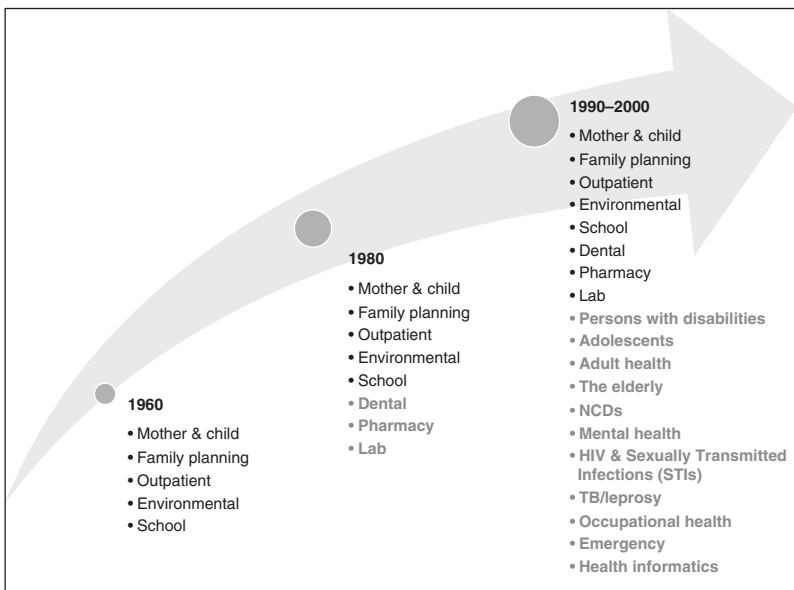 1960
• Mother & child
• Family planning
• Outpatient
• Environmental
• School
1980
• Mother & child
• Family planning
• Outpatient
• Environmental
• School
• Dental
• Pharmacy
• Lab
1990–2000
• Mother & child
• Family planning
• Outpatient
• Environmental
• School
• Dental
• Pharmacy
• Lab
• Persons with disabilities
• Adolescents
• Adult health
• The elderly
• NCDs
• Mental health
• HIV & Sexually Transmitted
Infections (STIs)
• TB/leprosy
• Occupational health
• Emergency
• Health informatics